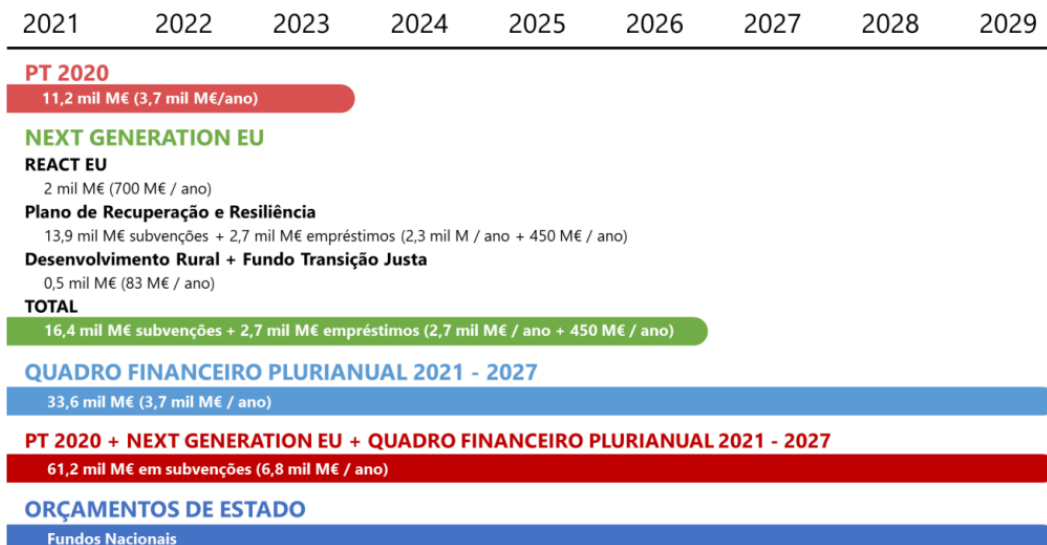 2021 2022 2023 2024 2025 2026 2027 2028 2029
PT 2020
11,2 mil M€ (3,7 mil M€/ano)
NEXT GENERATION EU
REACT EU
2 mil M€ (700 M€ / ano)
Plano de Recuperação e Resiliência
13,9 mil M€ subvenções + 2,7 mil M€ empréstimos (2,3 mil M / ano + 450 M€ / ano)
Desenvolvimento Rural + Fundo Transição Justa
0,5 mil M€ (83 M€ / ano)
TOTAL
16,4 mil M€ subvenções + 2,7 mil M€ empréstimos (2,7 mil M€ / ano + 450 M€ / ano)
QUADRO FINANCEIRO PLURIANUAL 2021 - 2027
33,6 mil M€ (3,7 mil M€ / ano)
PT 2020 + NEXT GENERATION EU + QUADRO FINANCEIRO PLURIANUAL 2021 - 2027
61,2 mil M€ em subvenções (6,8 mil M€ / ano)
ORÇAMENTOS DE ESTADO
Fundos Nacionais